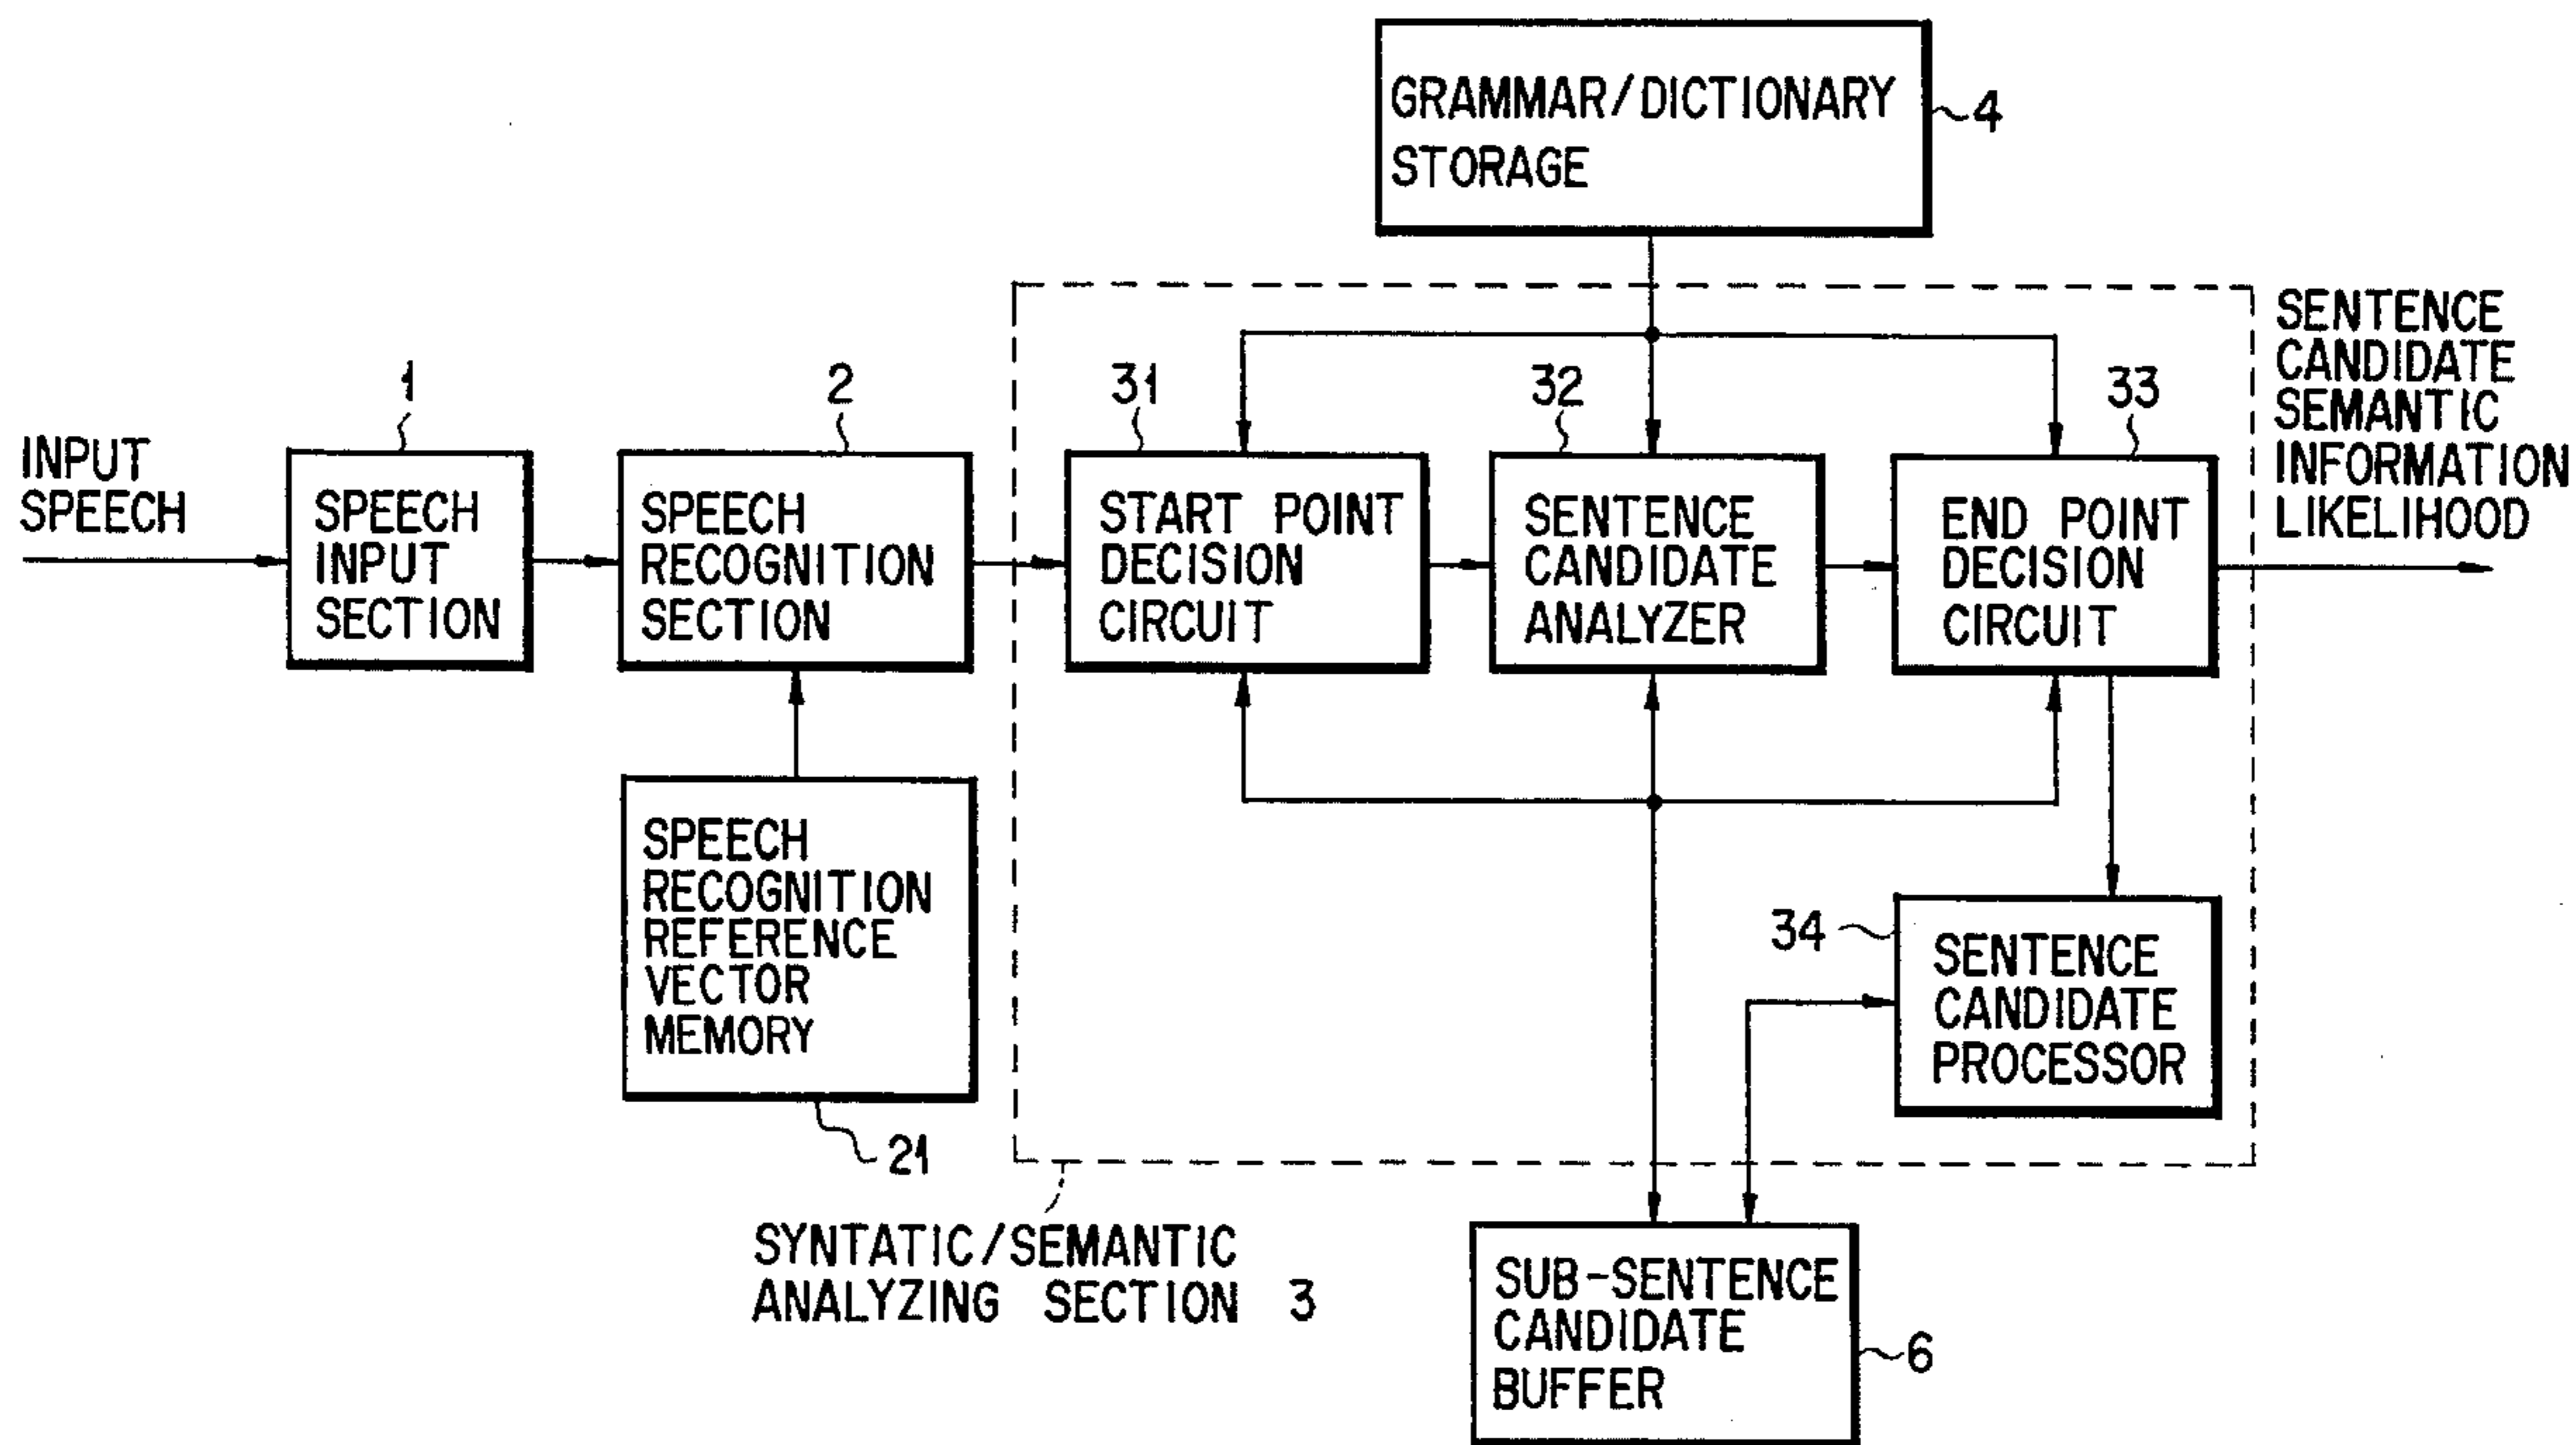 GRAMMAR/DICTIONARY
STORAGE
4
INPUT
SPEECH
1
SPEECH
INPUT
SECTION
2
SPEECH
RECOGNITION
SECTION
SPEECH
RECOGNITION
REFERENCE
VECTOR
MEMORY
21
31
START POINT
DECISION
CIRCUIT
32
SENTENCE
CANDIDATE
ANALYZER
33
END POINT
DECISION
CIRCUIT
SENTENCE
CANDIDATE
SEMANTIC
INFORMATION
LIKELIHOOD
34
SENTENCE
CANDIDATE
PROCESSOR
SYNTATIC/SEMANTIC
ANALYZING SECTION 3
SUB-SENTENCE
CANDIDATE
BUFFER
6